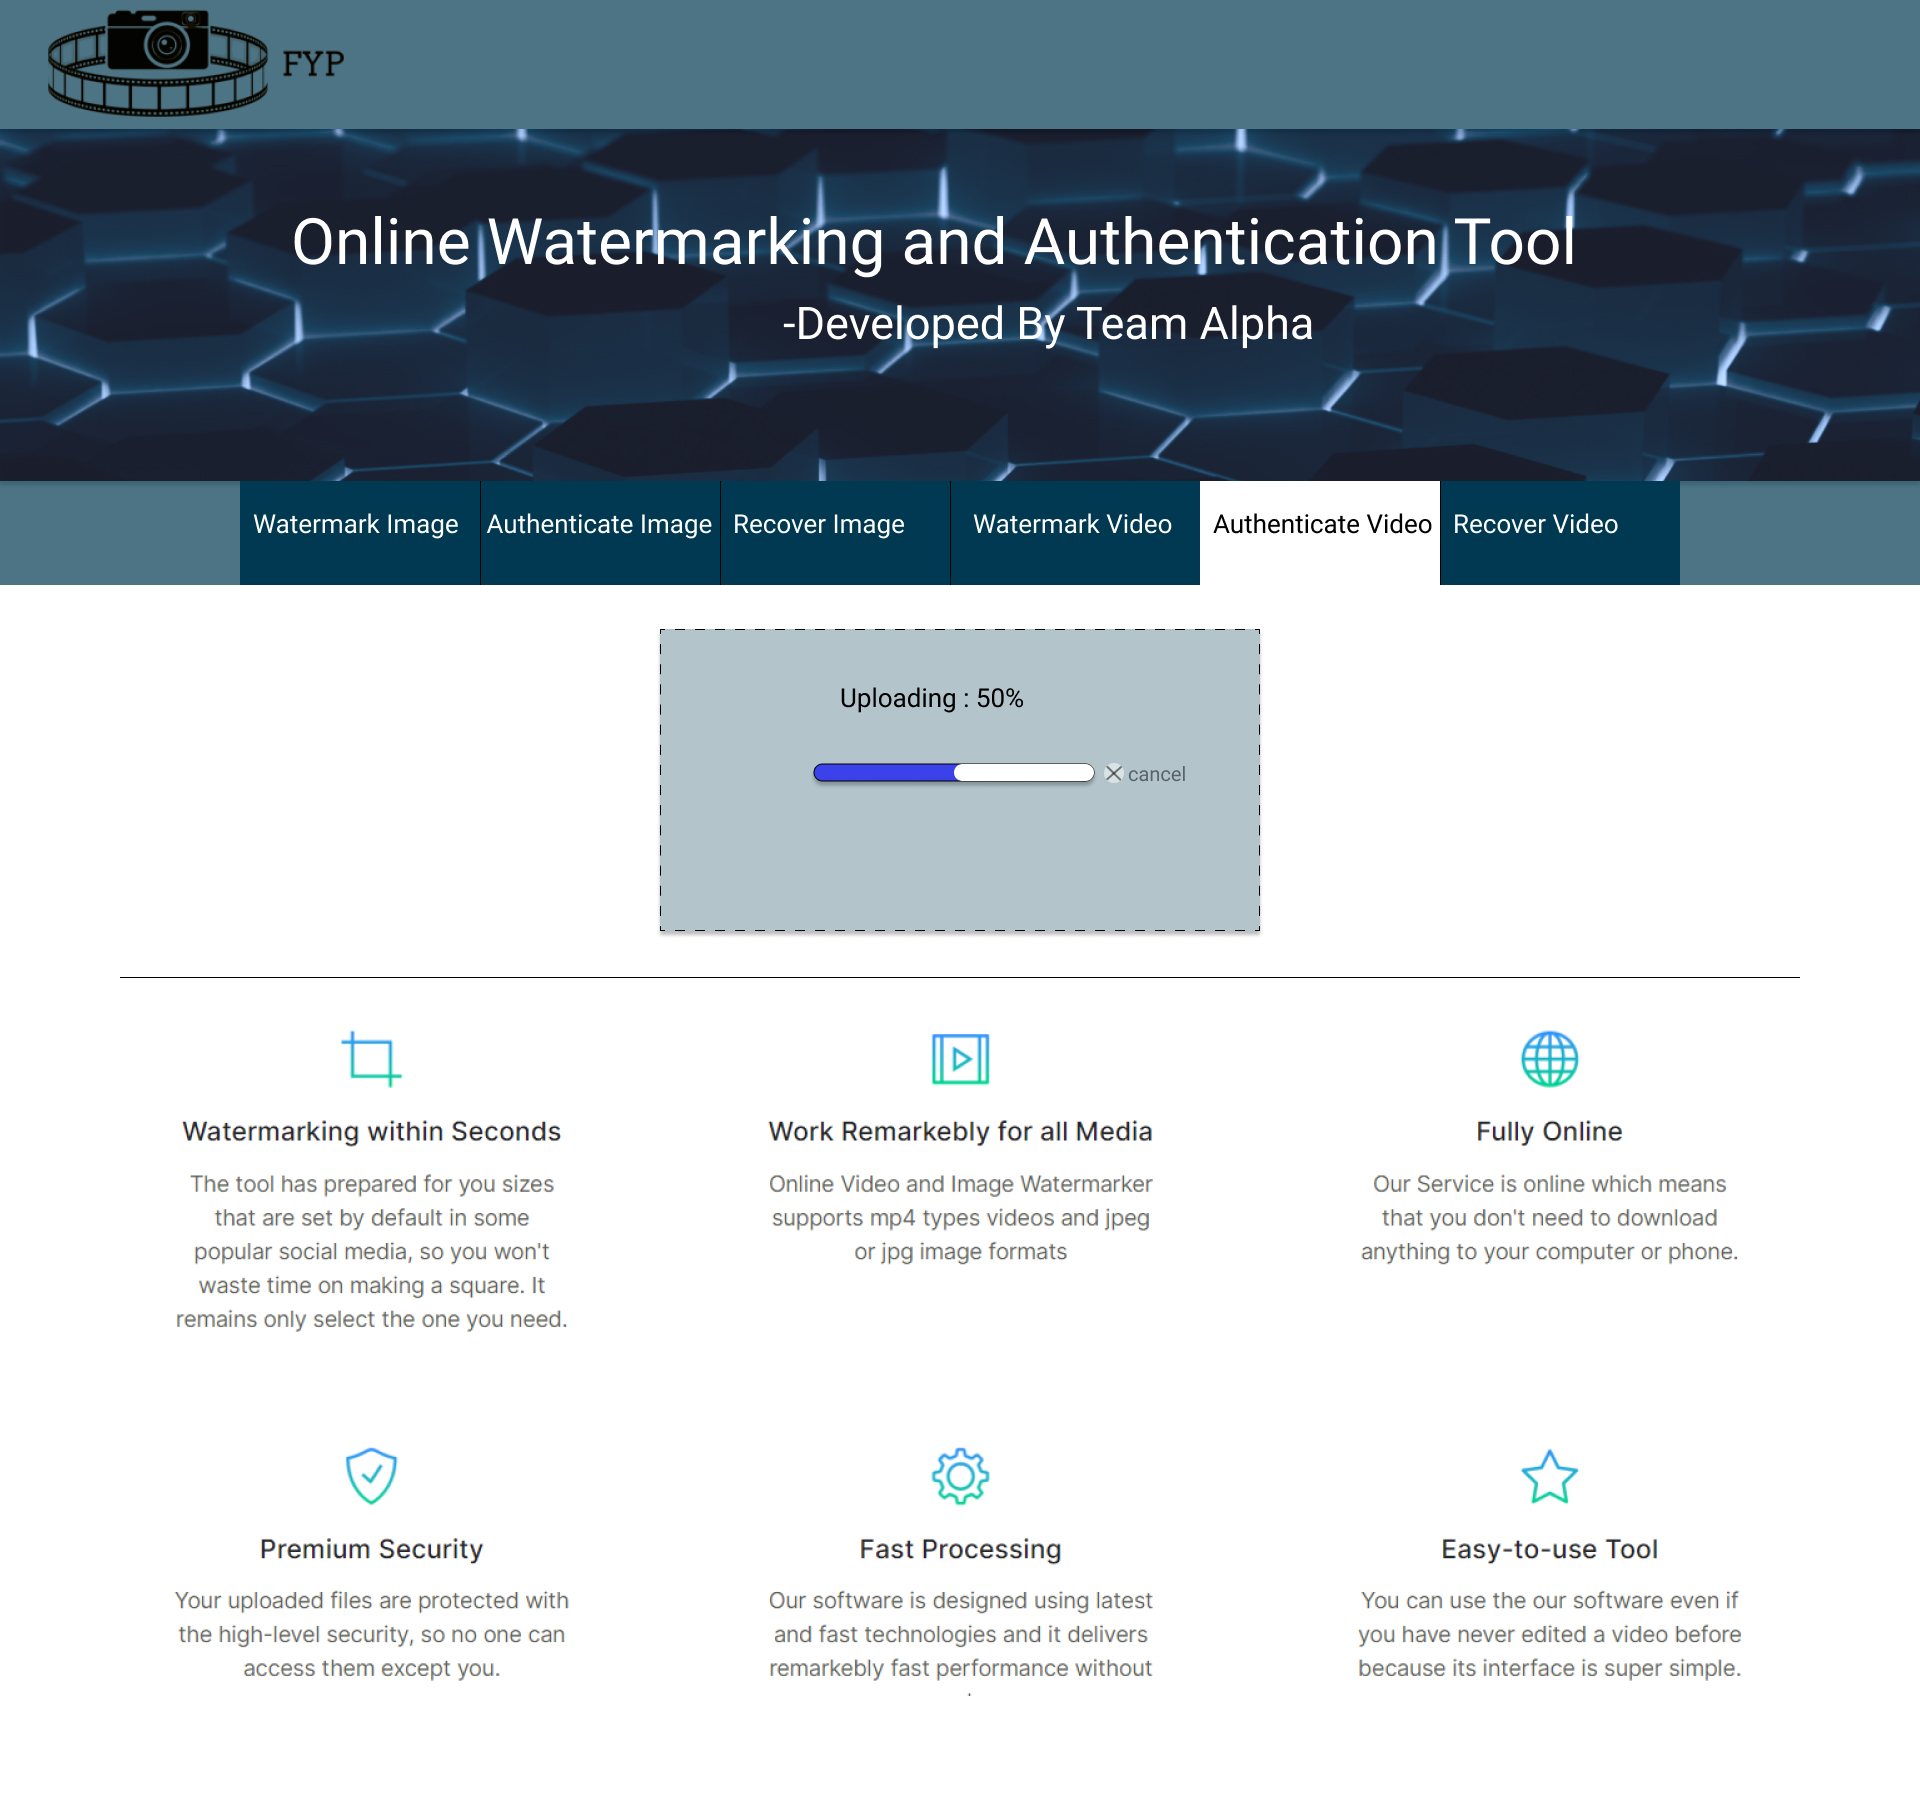 FYP
Online Watermarking and Authentication Tool
-Developed By Team Alpha
Watermark Image
Authenticate Image
Recover Image
Watermark Video
Authenticate Video
Recover Video
Uploading : 50%
cancel
Watermarking within Seconds
The tool has prepared for you sizes
that are set by default in some
popular social media, so you won't
waste time on making a square. It
remains only select the one you need.
Work Remarkebly for all Media
Online Video and Image Watermarker
supports mp4 types videos and jpeg
or jpg image formats
Fully Online
Our Service is online which means
that you don't need to download
anything to your computer or phone.
Premium Security
Your uploaded files are protected with
the high-level security, so no one can
access them except you.
Fast Processing
Our software is designed using latest
and fast technologies and it delivers
remarkebly fast performance without
Easy-to-use Tool
You can use the our software even if
you have never edited a video before
because its interface is super simple.